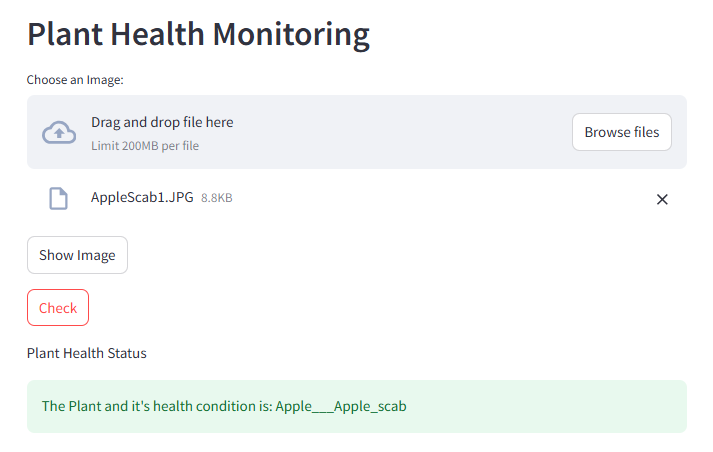 Plant Health Monitoring
Choose an Image:
Drag and drop file here
Limit 200MB per file
Browse files
AppleScab1.JPG 8.8KB
Show Image
Check
Plant Health Status
The Plant and it's health condition is: Apple___Apple_scab